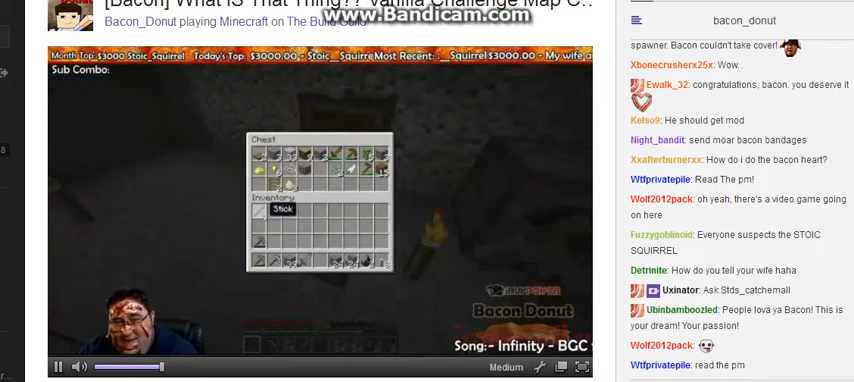 [Bacon] What IS That Thing?? Vanilla Challenge Map C...
www.Bandicam.com
Bacon_Donut playing Minecraft on The Build Guild
Month Top: $3000 Stoic_Squirrel Today's Top: $3000.00 - Stoic_Squirre Most Recent: __Squirrel $3000.00 - My wife a
Sub Combo:
Chest
Inventory
Stick
iBUYPOWER
Bacon Donut
Song:- Infinity - BGC
Medium
8
bacon_donut
spawner. Bacon couldn't take cover!
Xbonecrusherx25x: Wow.
Ewalk_32: congratulations, bacon. you deserve it
Kelso9: He should get mod
Night_bandit: send moar bacon bandages
Xxafterburnerxx: How do i do the bacon heart?
Wtfprivatepile: Read The pm!
Wolf2012pack: oh yeah, there's a video game going
on here
Fuzzygoblinoid: Everyone suspects the STOIC
SQUIRREL
Detrinite: How do you tell your wife haha
Uxinator: Ask Stds_catchemall
Ubinbamboozled: People lova ya Bacon! This is
your dream! Your passion!
Wolf2012pack:
Wtfprivatepile: read the pm